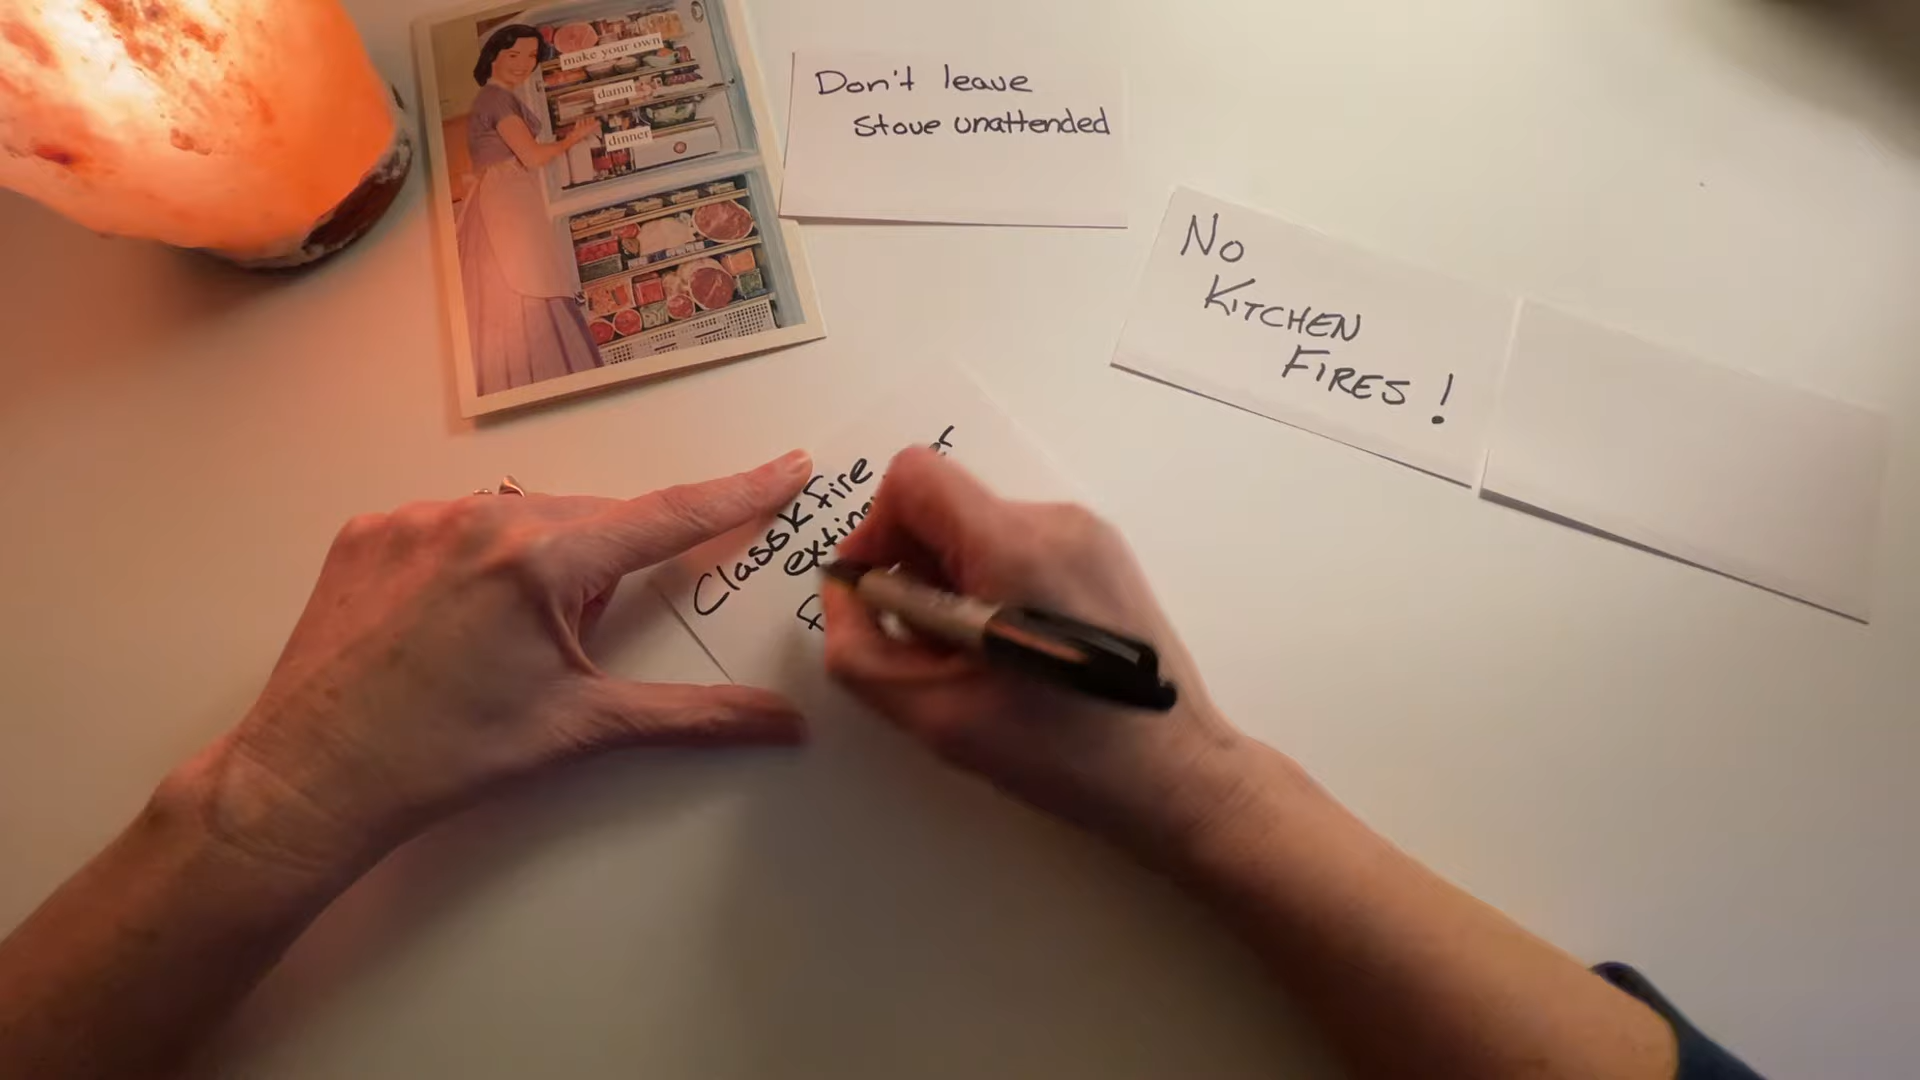 make your own
damn
dinner
Don't leave
Stove unattended
No
KITCHEN
FIRES!
Class K fire